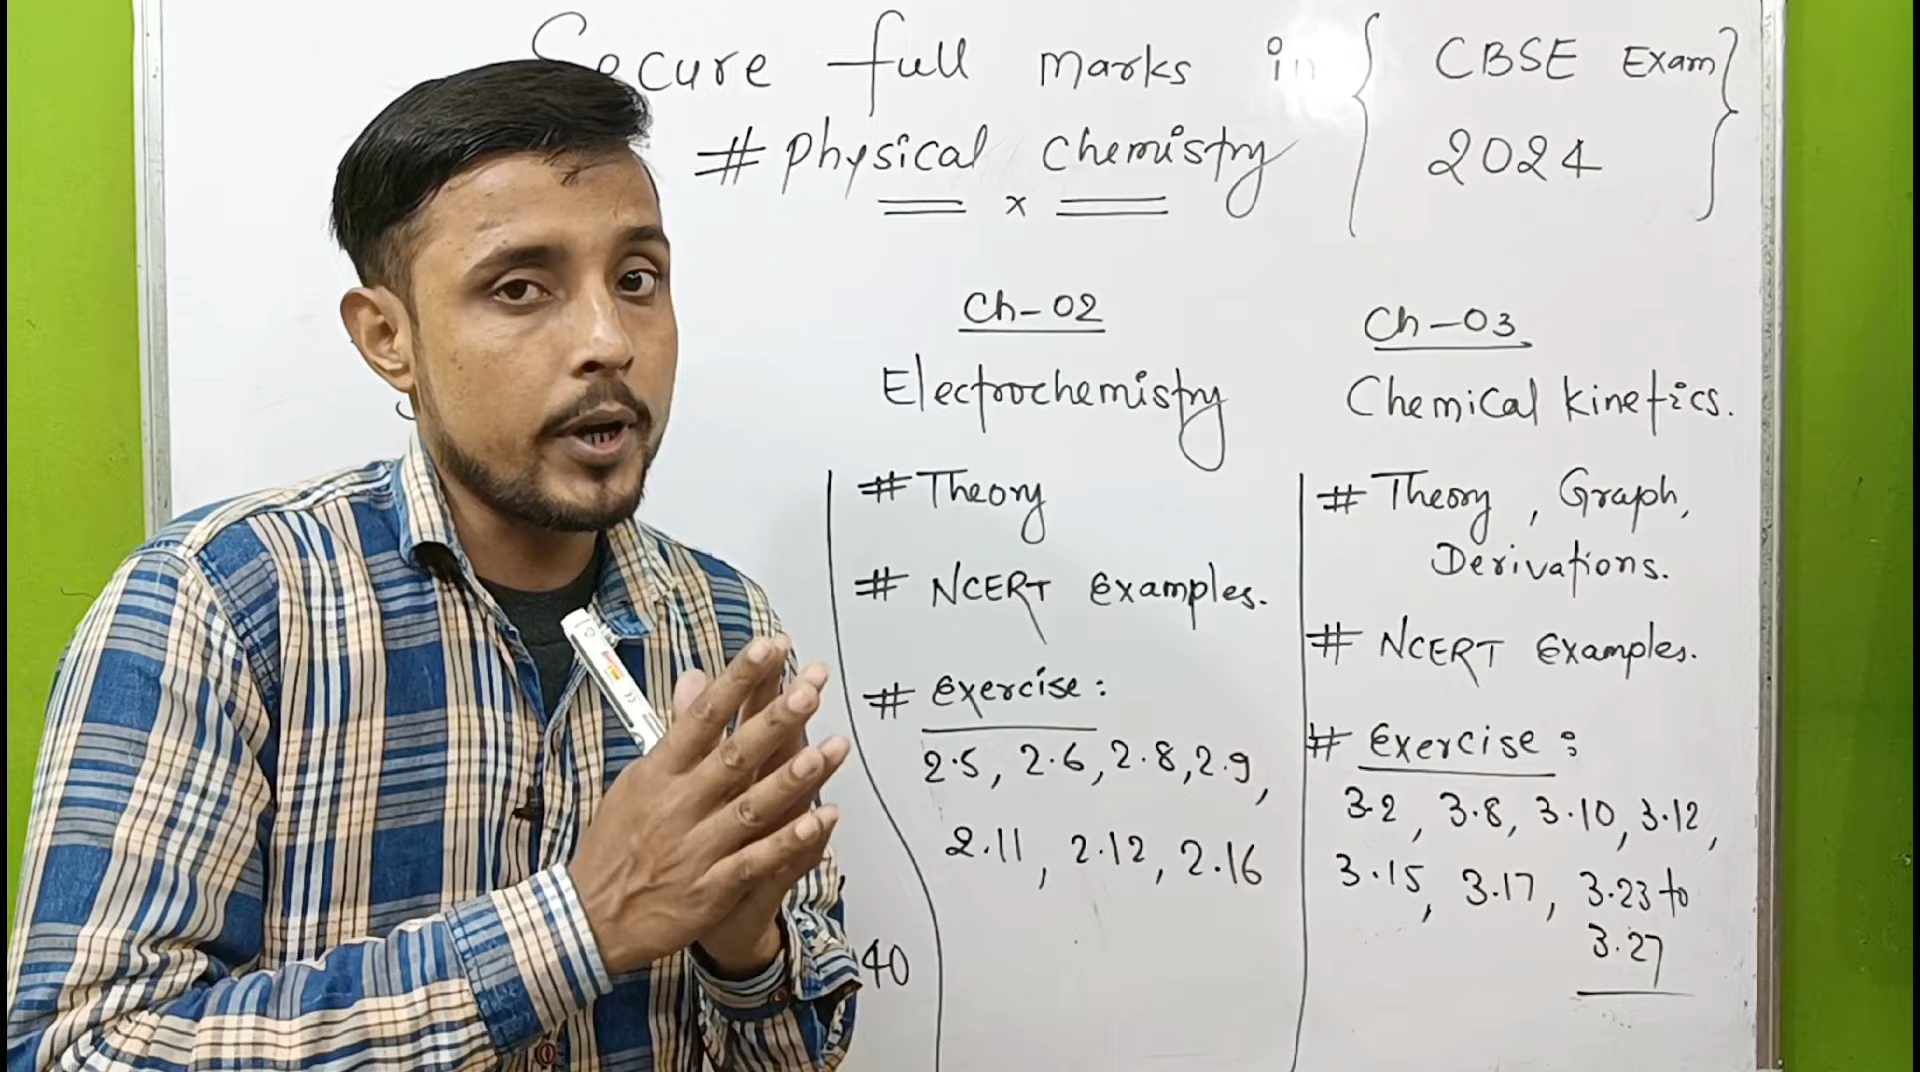 Secure full marks in { CBSE Exam }
# Physical chemistry 2024
x
Ch-02
Electrochemistry
# Theory
# NCERT Examples.
# Exercise:
2.5, 2.6, 2.8, 2.9,
2.11, 2.12, 2.16
40
Ch-03
Chemical kinetics.
# Theory, Graph,
Derivations.
# NCERT Examples.
# Exercise:
3.2, 3.8, 3.10, 3.12,
3.15, 3.17, 3.23 to
3.27